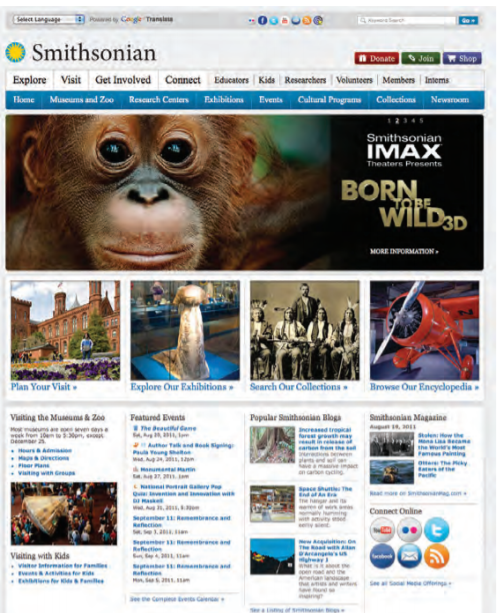 Select Language
Powered by Google Translate
Go »
Smithsonian
Donate
Join
Shop
Explore Visit Get Involved Connect Educators Kids Researchers Volunteers Members Interns
Home Museums and Zoo Research Centers Exhibitions Events Cultural Programs Collections Newsroom
1 2 3 4 5
Smithsonian
IMAX
Theaters Presents
BORN
TO BE
WILD3D
MORE INFORMATION »
Plan Your Visit »
Explore Our Exhibitions »
Search Our Collections »
Browse Our Encyclopedia »
Visiting the Museums & Zoo
Most museums are open seven days a
week from 10am to 5:30pm, except
December 25.
Hours & Admission
Maps & Directions
Floor Plans
Visiting with Groups
Visiting with Kids
Visitor Information for Families
Events & Activities for Kids
Exhibitions for Kids & Families
Featured Events
The Beautiful Game
Sat, Aug 20, 2011, 1pm
Author Talk and Book Signing:
Paula Young Shelton
Wed, Aug 24, 2011, 12pm
Monumental Martin
Sat, Aug 27, 2011, 1am
National Portrait Gallery Pop
Quiz: Invention and Innovation with
DJ Maskell
Wed, Aug 31, 2011, 6:30pm
September 11: Remembrance and
Reflection
Sat, Sep 3, 2011, 11am
September 11: Remembrance and
Reflection
Sun, Sep 4, 2011, 11am
September 11: Remembrance and
Reflection
Mon, Sep 5, 2011, 11am
See the Complete Events Calendar »
Popular Smithsonian Blogs
Increased tropical
forest growth may
result in release of
carbon from the soil
Interactions between
plants and soil can
have a massive impact
on carbon cycling.
Space Shuttle: The
End of An Era
The hangar and its
swarm of work areas
normally humming
with activity stilled
eerily silent.
New Acquisition: On
The Road with Allan
D'Arcangelo's US
Highway 1
What is it about the
open road and the
American landscape
that artists and writers
have found so
inspiring?
See a Listing of Smithsonian Blogs »
Smithsonian Magazine
August 19, 2011
Stolen: How the
Mona Lisa Became
the World's Most
Famous Painting
Otters: The Picky
Eaters of the
Pacific
Read more on SmithsonianMag.com »
Connect Online
YouTube
facebook
See all Social Media Offerings »